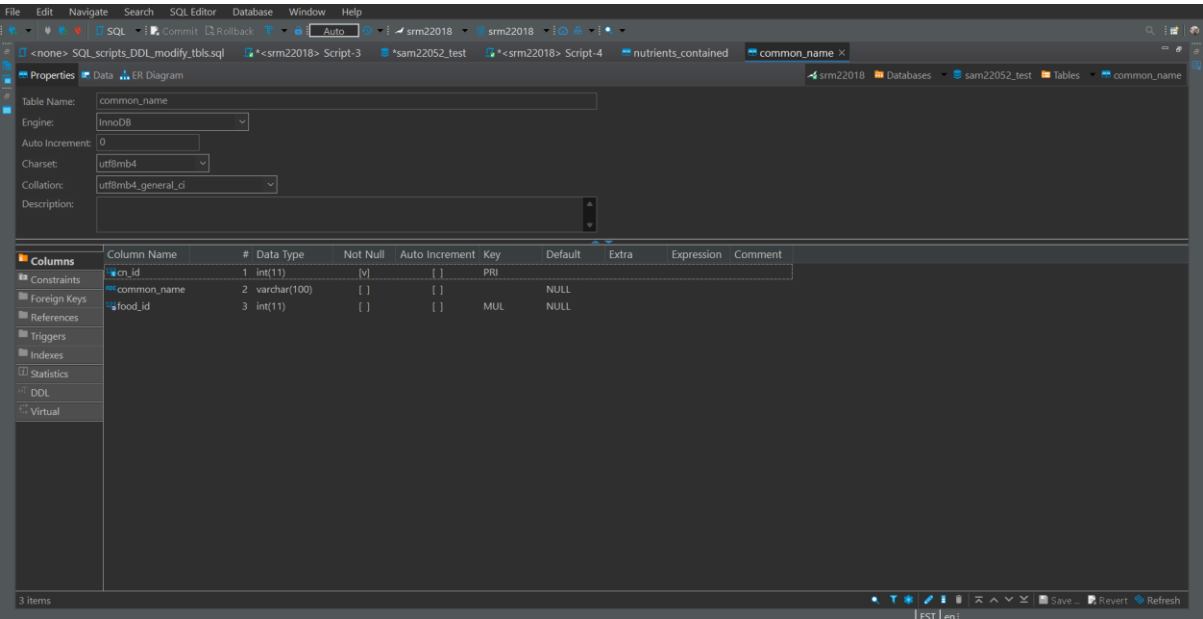 File Edit Navigate Search SQL Editor Database Window Help
SQL Commit Rollback Auto srm22018 srm22018
<none> SQL_scripts_DDL_modify_tbls.sql *<srm22018> Script-3 *sam22052_test *<srm22018> Script-4 nutrients_contained common_name
Properties Data ER Diagram srm22018 Databases sam22052_test Tables common_name
Table Name: common_name
Engine: InnoDB
Auto Increment: 0
Charset: utf8mb4
Collation: utf8mb4_general_ci
Description:
Columns Column Name # Data Type Not Null Auto Increment Key Default Extra Expression Comment
cn_id 1 int(11) [v] [ ] PRI
Constraints
common_name 2 varchar(100) [ ] [ ] NULL
Foreign Keys
food_id 3 int(11) [ ] [ ] MUL NULL
References
Triggers
Indexes
Statistics
DDL
Virtual
3 items Save ... Revert Refresh
EST en